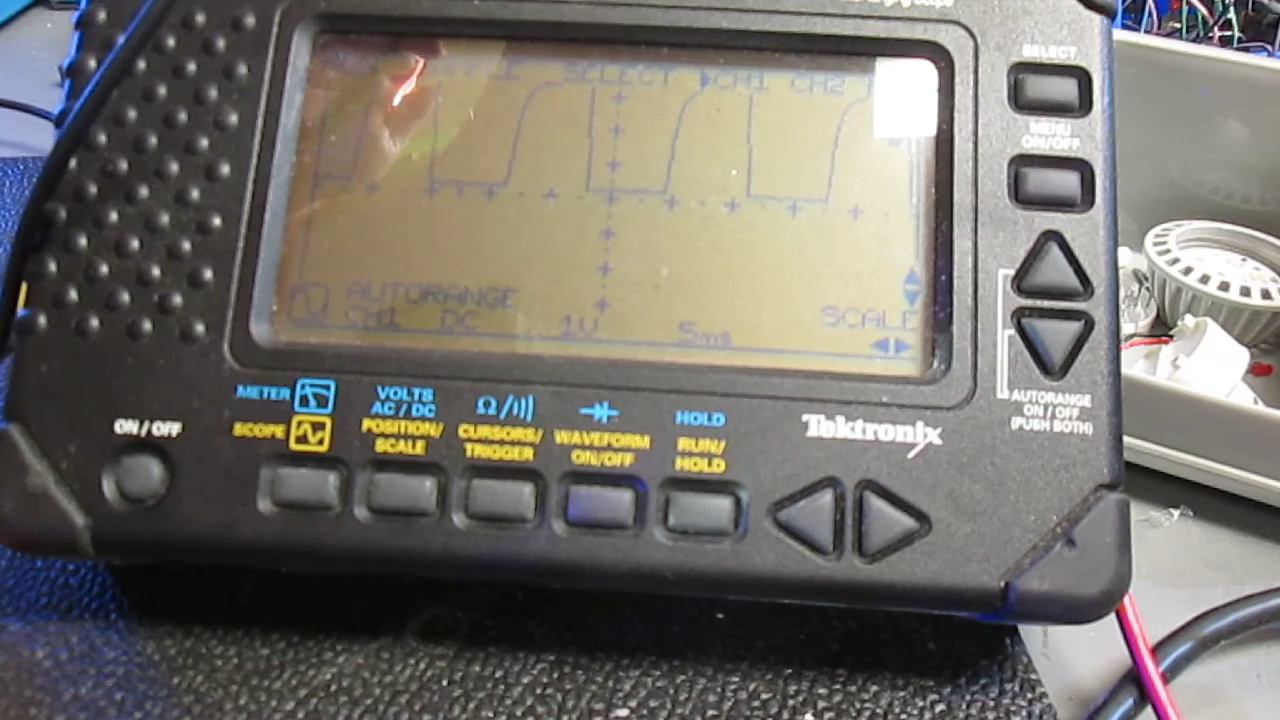 SELECT CH1 CH2
AUTORANGE
CH1 DC 1V 5ms
SCALE
SELECT
MENU
ON/OFF
AUTORANGE
ON / OFF
(PUSH BOTH)
Tektronix
ON / OFF
METER
SCOPE
VOLTS
AC / DC
POSITION/
SCALE
Ω/
CURSORS/
TRIGGER
WAVEFORM
ON/OFF
HOLD
RUN/
HOLD